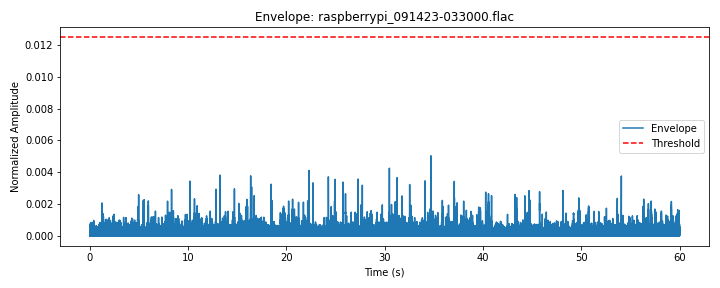 Envelope: raspberrypi_091423-033000.flac
Normalized Amplitude
0.012
0.010
0.008
0.006
0.004
0.002
0.000
Envelope
Threshold
0 10 20 30 40 50 60
Time (s)